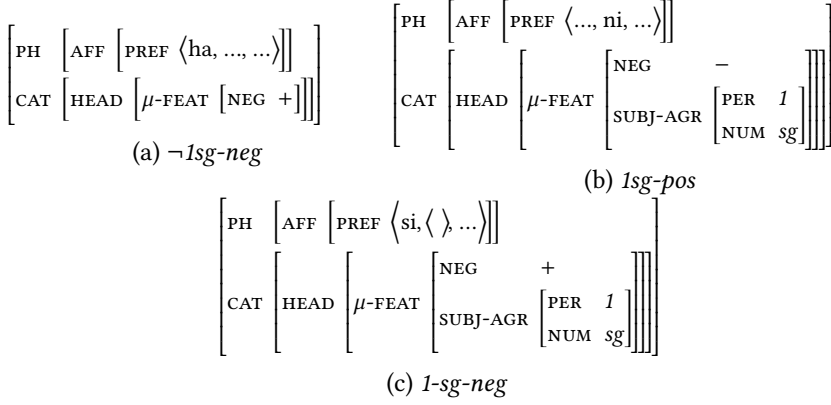 [PH [AFF [PREF ⟨ha, …, …⟩]]
CAT [HEAD [μ-FEAT [NEG +]]]]
(a) ¬1sg-neg
[PH [AFF [PREF ⟨…, ni, …⟩]]
CAT [HEAD [μ-FEAT [NEG −
SUBJ-AGR [PER 1
NUM sg]]]]]
(b) 1sg-pos
[PH [AFF [PREF ⟨si, ⟨ ⟩, …⟩]]
CAT [HEAD [μ-FEAT [NEG +
SUBJ-AGR [PER 1
NUM sg]]]]]
(c) 1-sg-neg